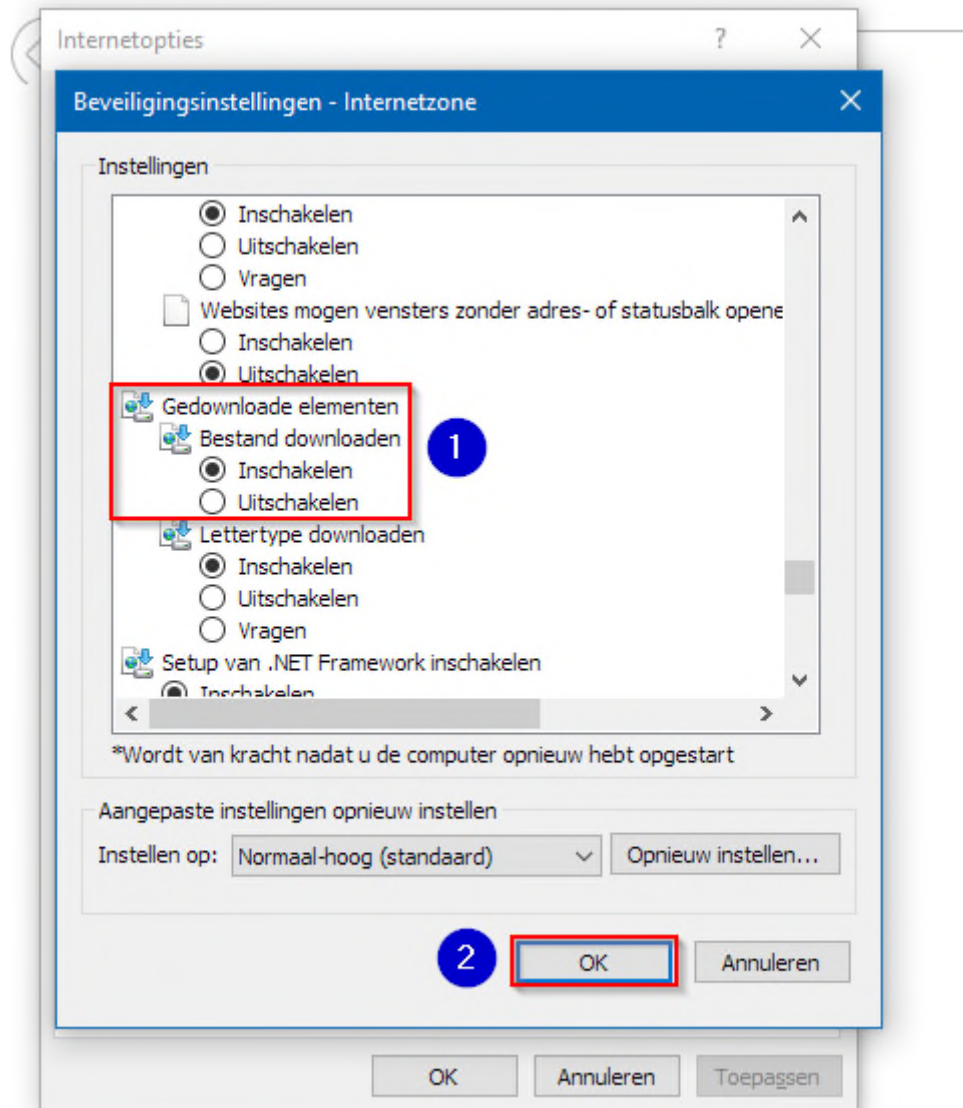 Internetopties
Beveiligingsinstellingen - Internetzone
Instellingen
Inschakelen
Uitschakelen
Vragen
Websites mogen vensters zonder adres- of statusbalk opene
Inschakelen
Uitschakelen
Gedownloade elementen
Bestand downloaden
1
Inschakelen
Uitschakelen
Lettertype downloaden
Inschakelen
Uitschakelen
Vragen
Setup van .NET Framework inschakelen
Inschakelen
*Wordt van kracht nadat u de computer opnieuw hebt opgestart
Aangepaste instellingen opnieuw instellen
Instellen op: Normaal-hoog (standaard) Opnieuw instellen...
2 OK Annuleren
OK Annuleren Toepassen